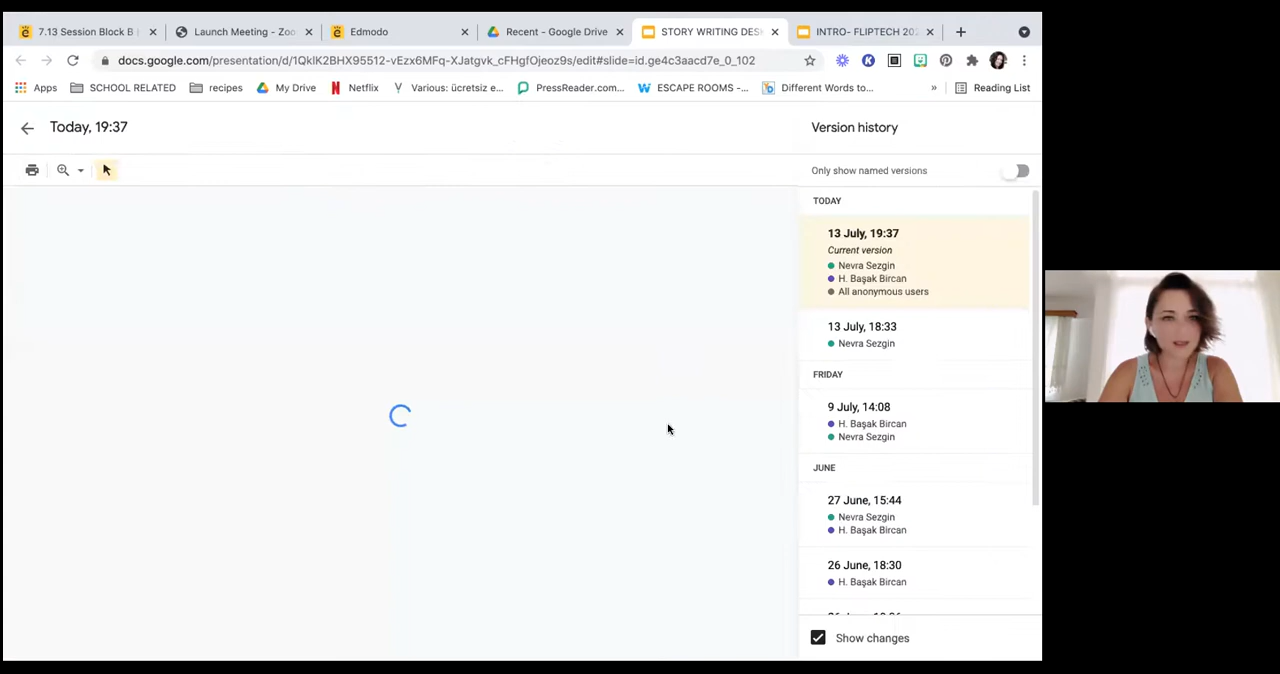 7.13 Session Block B
Launch Meeting - Zoo
Edmodo
Recent - Google Drive
STORY WRITING DES
INTRO- FLIPTECH 202
docs.google.com/presentation/d/1QkIK2BHX95512-vEzx6MFq-XJatgvk_cFHgfOjeoz9s/edit#slide=id.ge4c3aacd7e_0_102
Apps
SCHOOL RELATED
recipes
My Drive
Netflix
Various: ücretsiz e...
PressReader.com...
ESCAPE ROOMS -...
Different Words to...
»
Reading List
Today, 19:37
Version history
Only show named versions
TODAY
13 July, 19:37
Current version
Nevra Sezgin
H. Başak Bircan
All anonymous users
13 July, 18:33
Nevra Sezgin
FRIDAY
9 July, 14:08
H. Başak Bircan
Nevra Sezgin
JUNE
27 June, 15:44
Nevra Sezgin
H. Başak Bircan
26 June, 18:30
H. Başak Bircan
Show changes